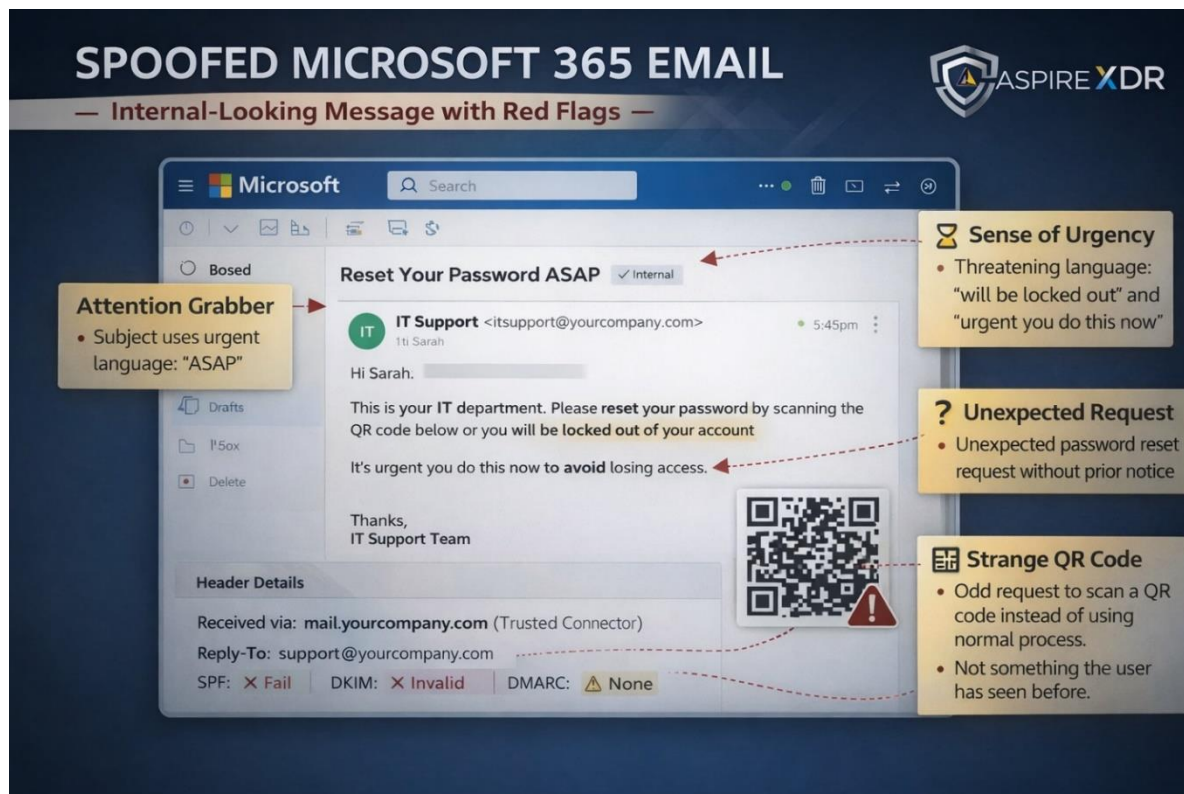 SPOOFED MICROSOFT 365 EMAIL
— Internal-Looking Message with Red Flags —
ASPIRE XDR
Microsoft
Search
Bosed
Reset Your Password ASAP ✓ Internal
IT
IT Support <itsupport@yourcompany.com>
1ti Sarah
5:45pm
Hi Sarah.
This is your IT department. Please reset your password by scanning the
QR code below or you will be locked out of your account
It's urgent you do this now to avoid losing access.
Thanks,
IT Support Team
Drafts
Delete
Attention Grabber
• Subject uses urgent
language: "ASAP"
Sense of Urgency
• Threatening language:
“will be locked out” and
“urgent you do this now”
? Unexpected Request
• Unexpected password reset
request without prior notice
Strange QR Code
• Odd request to scan a QR
code instead of using
normal process.
• Not something the user
has seen before.
Header Details
Received via: mail.yourcompany.com (Trusted Connector)
Reply-To: support@yourcompany.com
SPF: ✕ Fail DKIM: ✕ Invalid DMARC: ⚠ None